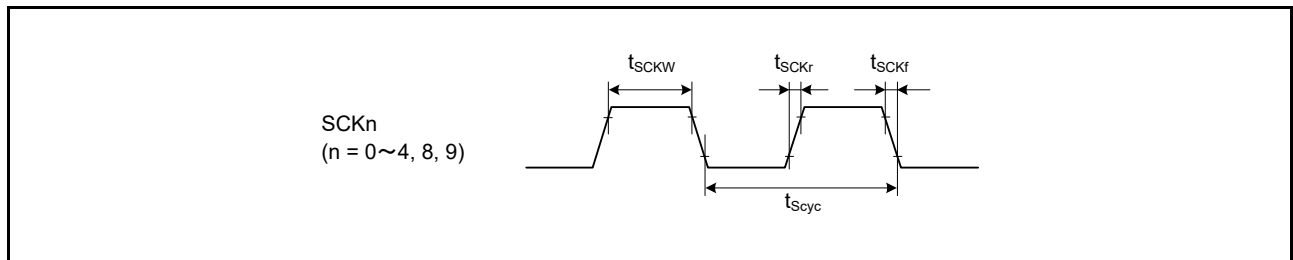 tSCKW
tSCKr
tSCKf
SCKn
(n = 0～4, 8, 9)
tScyc